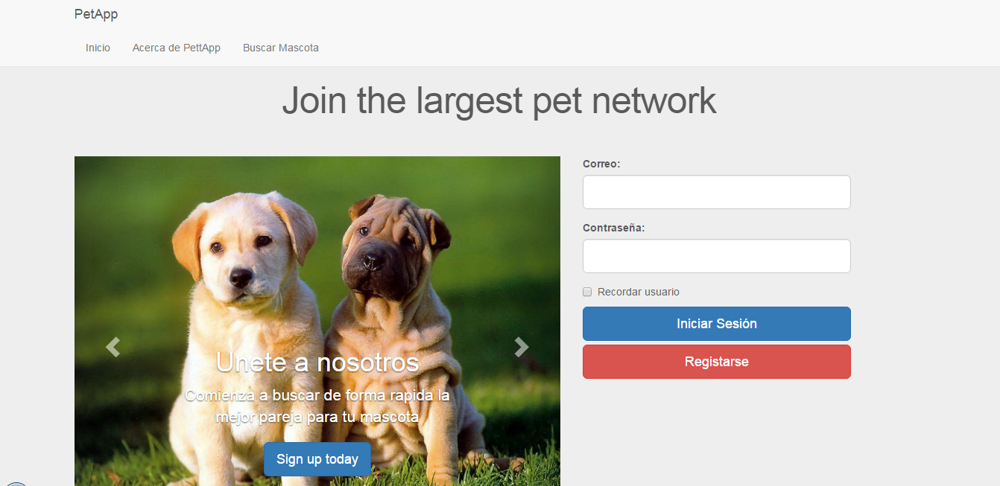 PetApp
Inicio Acerca de PettApp Buscar Mascota
Join the largest pet network
Correo:
Contraseña:
Recordar usuario
Iniciar Sesión
Registarse
Unete a nosotros
Comienza a buscar de forma rapida la
mejor pareja para tu mascota
Sign up today